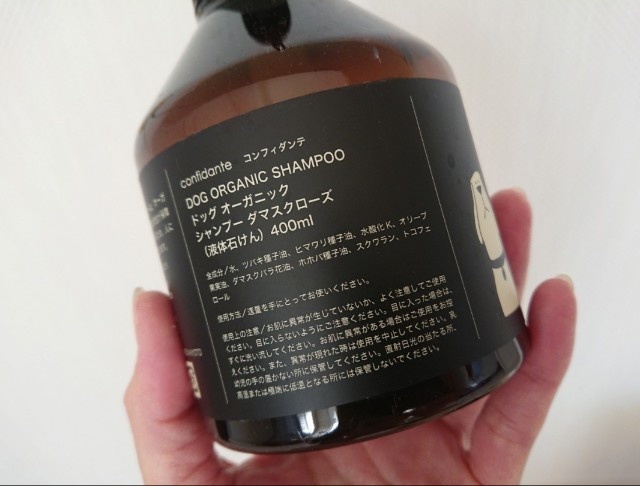 confidante コンフィダンテ
DOG ORGANIC SHAMPOO
ドッグ オーガニック
シャンプー ダマスクローズ
(液体石けん) 400ml
全成分/水、ツバキ種子油、ヒマワリ種子油、水酸化K、オリーブ
果実油、ダマスクバラ花油、ホホバ種子油、スクワラン、トコフェ
ロール
使用方法/適量を手にとってお使いください。
使用上の注意/お肌に異常が生じていないか、よく注意してご使用
ください。目に入らないようにご注意ください。目に入った場合は、
すぐに洗い流してください。お肌に異常がある場合はご使用をお控
えください。また、異常が現れた時は使用を中止してください。乳
幼児の手の届かない所に保管してください。直射日光の当たる所、
高温または極端に低温となる所には保管しないでください。